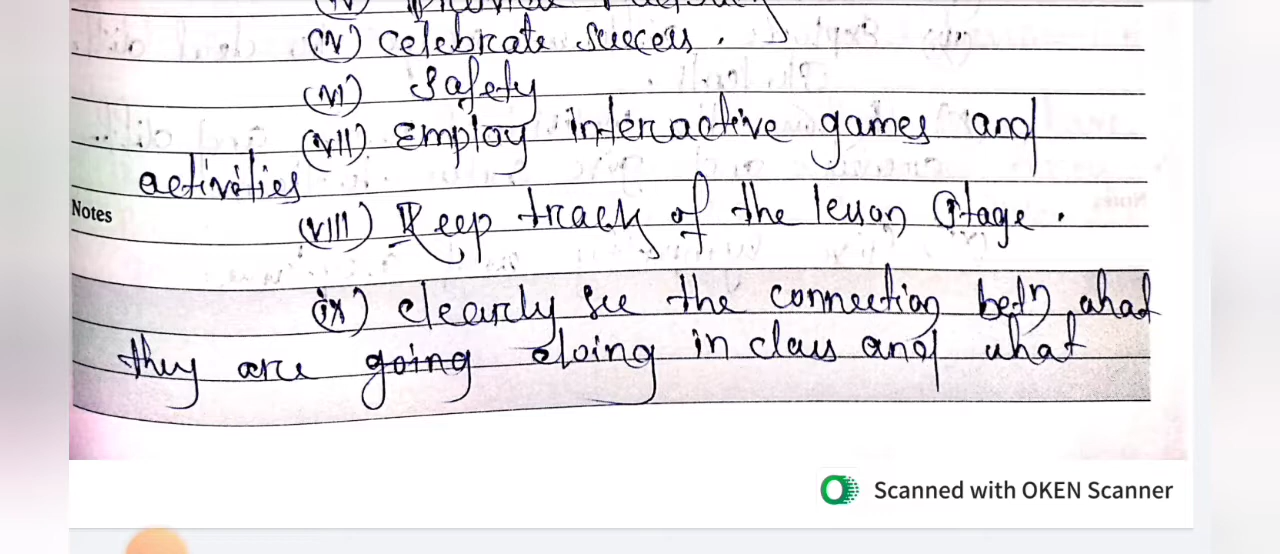 (V) Celebrate Success.
(VI) Safety
(VII) Employ interactive games and
activities
Notes
(VIII) Keep track of the lesson stage.
(ix) clearly see the connection betn what
they are going doing in class and what
Scanned with OKEN Scanner